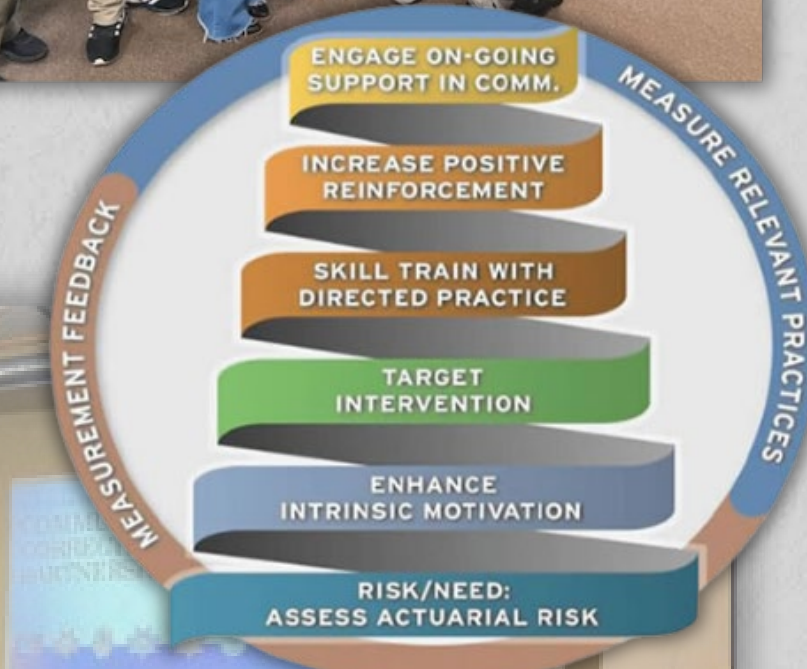 ENGAGE ON-GOING
SUPPORT IN COMM.
MEASURE RELEVANT PRACTICES
INCREASE POSITIVE
REINFORCEMENT
SKILL TRAIN WITH
DIRECTED PRACTICE
MEASUREMENT FEEDBACK
TARGET
INTERVENTION
ENHANCE
INTRINSIC MOTIVATION
RISK/NEED:
ASSESS ACTUARIAL RISK